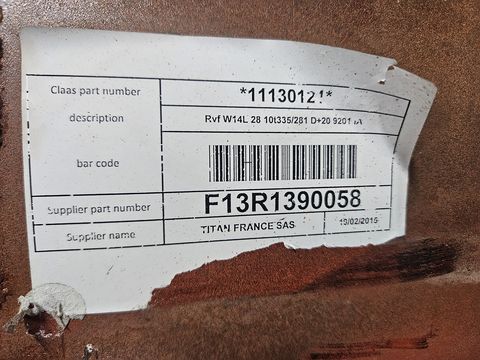 Claas part number *11130121*
description Rvf W14L 28 10t335/281 D+20 9201
bar code
Supplier part number F13R1390058
Supplier name TITAN FRANCE SAS 19/02/2015